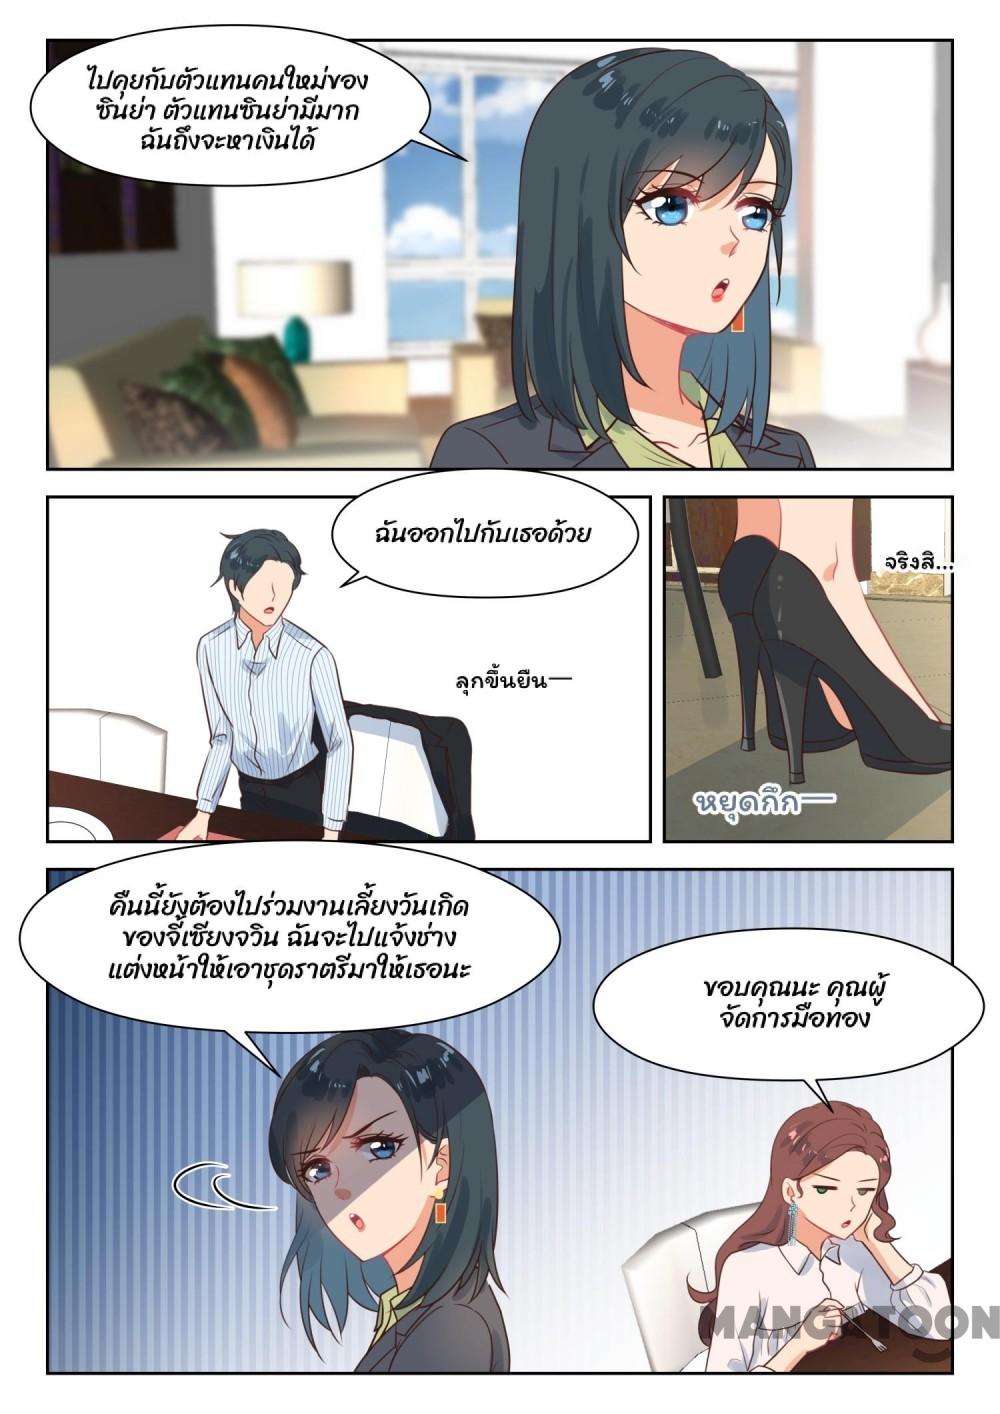 ไปคุยกับตัวแทนคนใหม่ของ
ซินย่า ตัวแทนซินย่ามีมาก
ฉันถึงจะหาเงินได้
ฉันออกไปกับเธอด้วย
ลุกขึ้นยืน—
จริงสิ...
หยุดกึก—
คืนนี้ยังต้องไปร่วมงานเลี้ยงวันเกิด
ของจี้เซียงจวิน ฉันจะไปแจ้งช่าง
แต่งหน้าให้เอาชุดราตรีมาให้เธอนะ
ขอบคุณนะ คุณผู้
จัดการมือทอง
MANGATOON